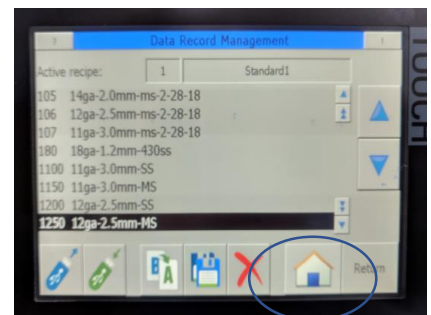 Data Record Management
Active recipe: 1 Standard1
105 14ga-2.0mm-ms-2-28-18
106 12ga-2.5mm-ms-2-28-18
107 11ga-3.0mm-ms-2-28-18
180 18ga-1.2mm-430ss
1100 11ga-3.0mm-SS
1150 11ga-3.0mm-MS
1200 12ga-2.5mm-SS
1250 12ga-2.5mm-MS
B A
Return
TOUCH